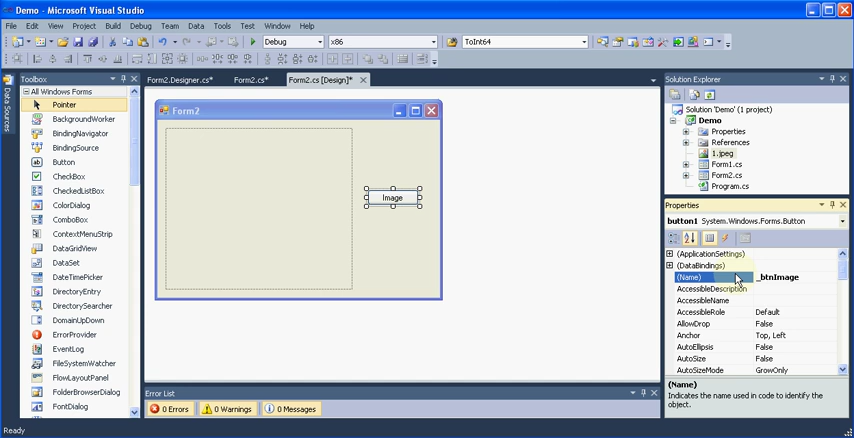 Demo - Microsoft Visual Studio
File Edit View Project Build Debug Team Data Tools Test Window Help
Debug x86 ToInt64
Data Sources
Toolbox
All Windows Forms
Pointer
BackgroundWorker
BindingNavigator
BindingSource
Button
CheckBox
CheckedListBox
ColorDialog
ComboBox
ContextMenuStrip
DataGridView
DataSet
DateTimePicker
DirectoryEntry
DirectorySearcher
DomainUpDown
ErrorProvider
EventLog
FileSystemWatcher
FlowLayoutPanel
FolderBrowserDialog
FontDialog
Form2.Designer.cs* Form2.cs* Form2.cs [Design]*
Form2
Image
Error List
0 Errors 0 Warnings 0 Messages
Solution Explorer
Solution 'Demo' (1 project)
Demo
Properties
References
1.jpeg
Form1.cs
Form2.cs
Program.cs
Properties
button1 System.Windows.Forms.Button
(ApplicationSettings)
(DataBindings)
(Name) _btnImage
AccessibleDescription
AccessibleName
AccessibleRole Default
AllowDrop False
Anchor Top, Left
AutoEllipsis False
AutoSize False
AutoSizeMode GrowOnly
(Name)
Indicates the name used in code to identify the
object.
Ready